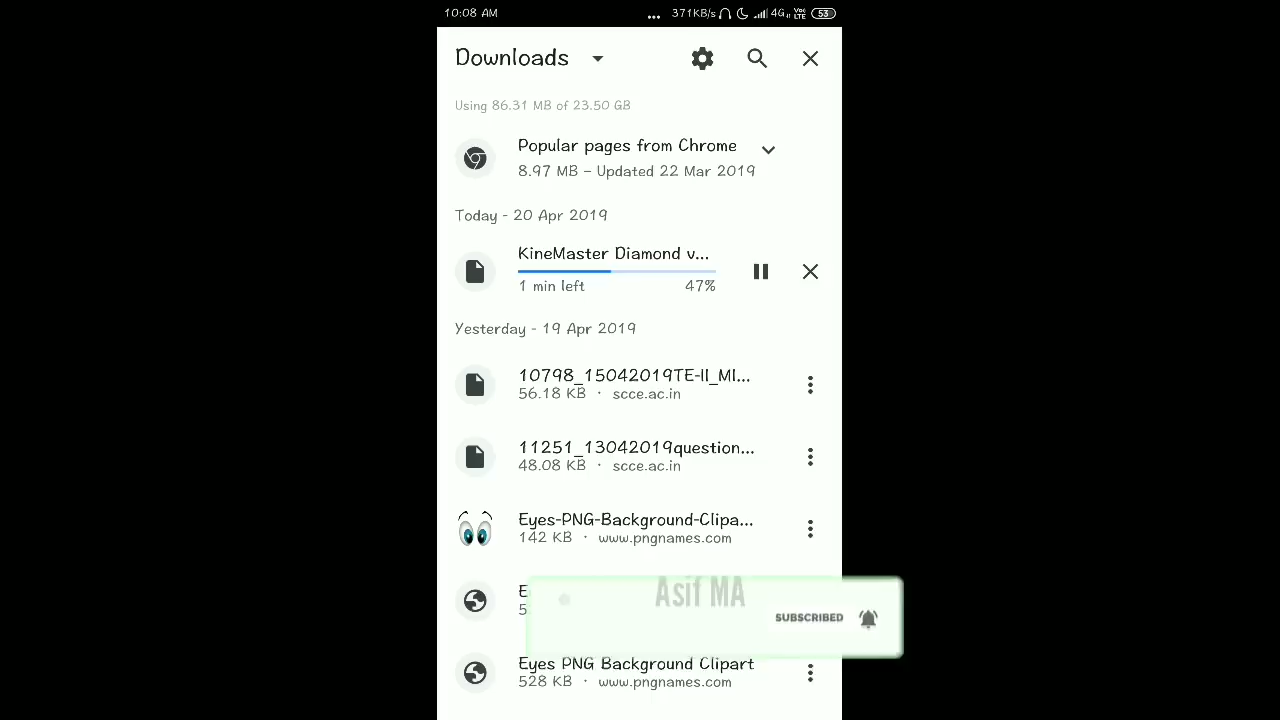 10:08 AM
... 371KB/s 4G Vo LTE 53
Downloads
Using 86.31 MB of 23.50 GB
Popular pages from Chrome
8.97 MB – Updated 22 Mar 2019
Today - 20 Apr 2019
KineMaster Diamond v...
1 min left 47%
Yesterday - 19 Apr 2019
10798_15042019TE-II_MI...
56.18 KB · scce.ac.in
11251_13042019question...
48.08 KB · scce.ac.in
Eyes-PNG-Background-Clipa...
142 KB · www.pngnames.com
E
5
Asif MA
SUBSCRIBED
Eyes PNG Background Clipart
528 KB · www.pngnames.com